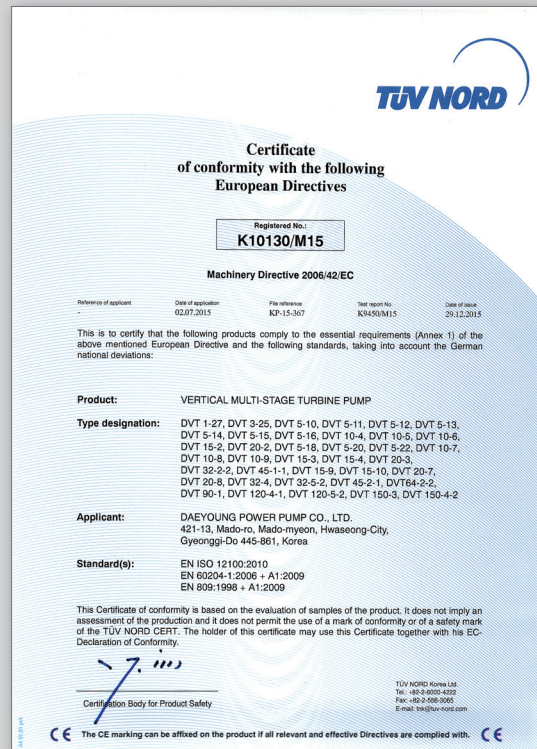 TÜV NORD
Certificate
of conformity with the following
European Directives
Registered No.:
K10130/M15
Machinery Directive 2006/42/EC
Reference of applicant Date of application File reference Test report No. Date of issue
- 02.07.2015 KP-15-367 K9450/M15 29.12.2015
This is to certify that the following products comply to the essential requirements (Annex 1) of the
above mentioned European Directive and the following standards, taking into account the German
national deviations:
Product: VERTICAL MULTI-STAGE TURBINE PUMP
Type designation: DVT 1-27, DVT 3-25, DVT 5-10, DVT 5-11, DVT 5-12, DVT 5-13,
DVT 5-14, DVT 5-15, DVT 5-16, DVT 10-4, DVT 10-5, DVT 10-6,
DVT 15-2, DVT 20-2, DVT 5-18, DVT 5-20, DVT 5-22, DVT 10-7,
DVT 10-8, DVT 10-9, DVT 15-3, DVT 15-4, DVT 20-3,
DVT 32-2-2, DVT 45-1-1, DVT 15-9, DVT 15-10, DVT 20-7,
DVT 20-8, DVT 32-4, DVT 32-5-2, DVT 45-2-1, DVT64-2-2,
DVT 90-1, DVT 120-4-1, DVT 120-5-2, DVT 150-3, DVT 150-4-2
Applicant: DAEYOUNG POWER PUMP CO., LTD.
421-13, Mado-ro, Mado-myeon, Hwaseong-City,
Gyeonggi-Do 445-861, Korea
Standard(s): EN ISO 12100:2010
EN 60204-1:2006 + A1:2009
EN 809:1998 + A1:2009
This Certificate of conformity is based on the evaluation of samples of the product. It does not imply an
assessment of the production and it does not permit the use of a mark of conformity or of a safety mark
of the TÜV NORD CERT. The holder of this certificate may use this Certificate together with his EC-
Declaration of Conformity.
Certification Body for Product Safety
TÜV NORD Korea Ltd.
Tel.: +82-2-6000-4222
Fax: +82-2-556-3065
E-mail: tnk@tuv-nord.com
CE The CE marking can be affixed on the product if all relevant and effective Directives are complied with. CE